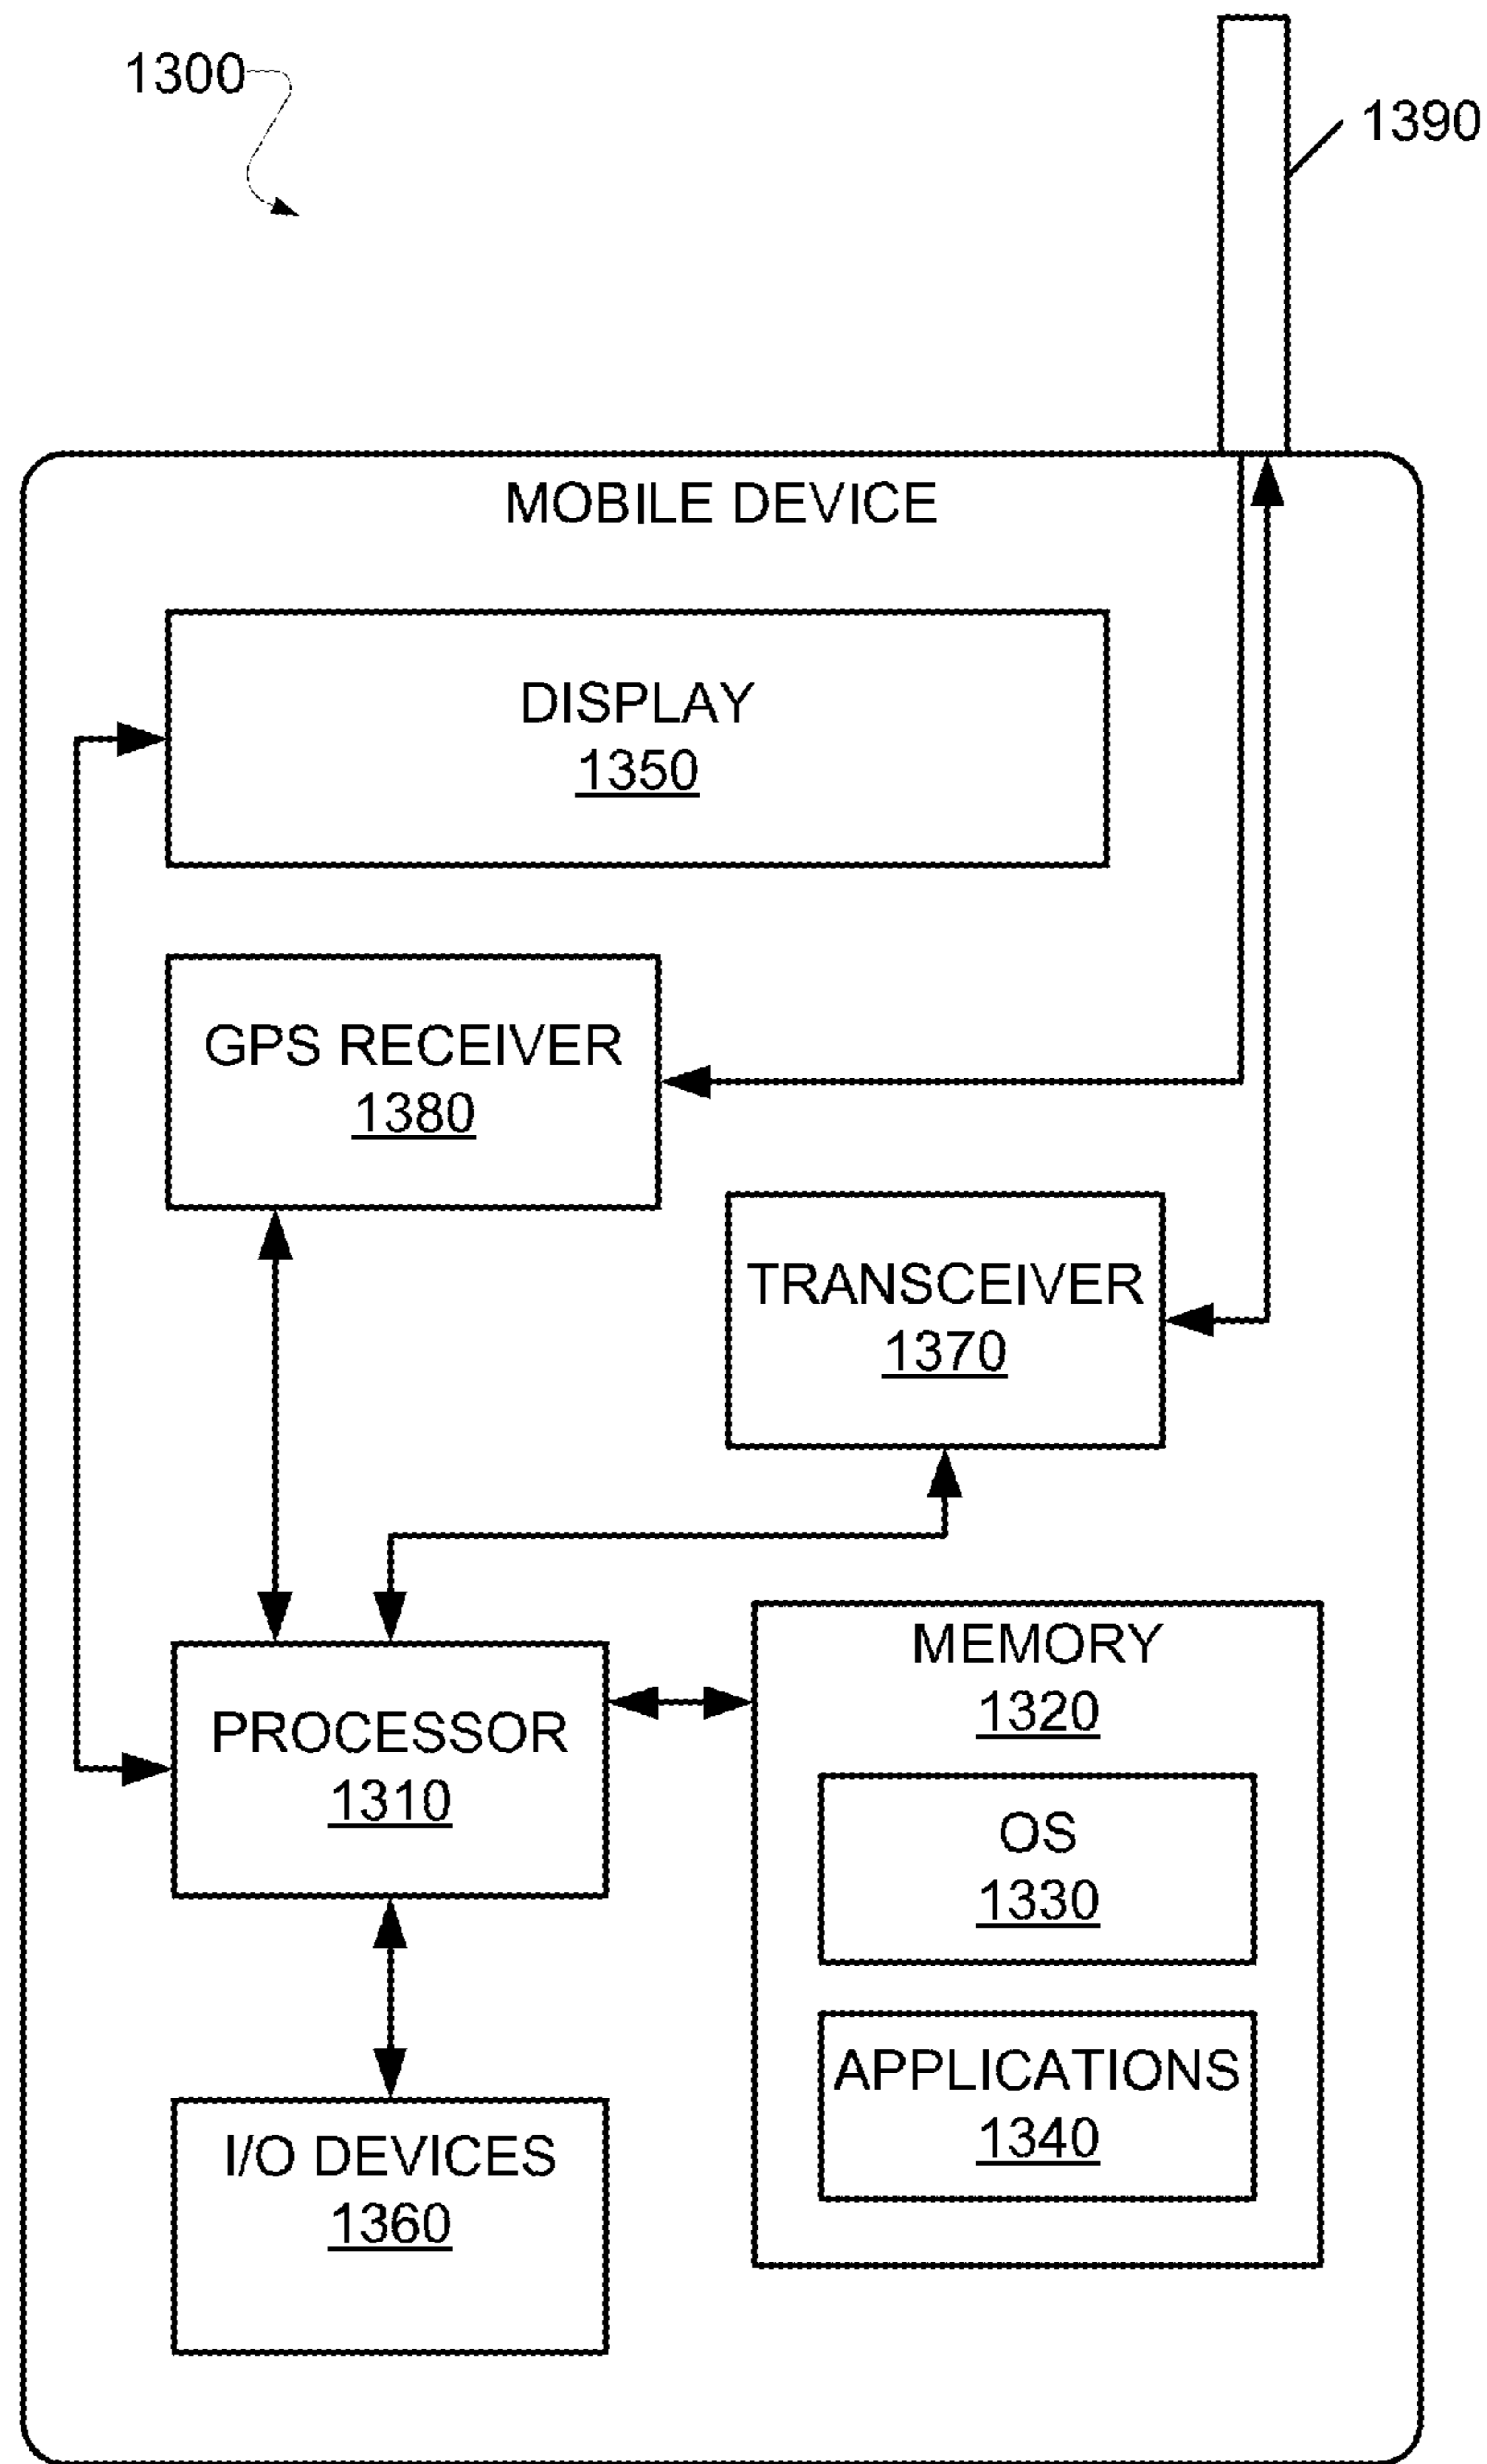 1300
1390
MOBILE DEVICE
DISPLAY
1350
GPS RECEIVER
1380
TRANSCEIVER
1370
MEMORY
1320
PROCESSOR
1310
OS
1330
APPLICATIONS
1340
I/O DEVICES
1360